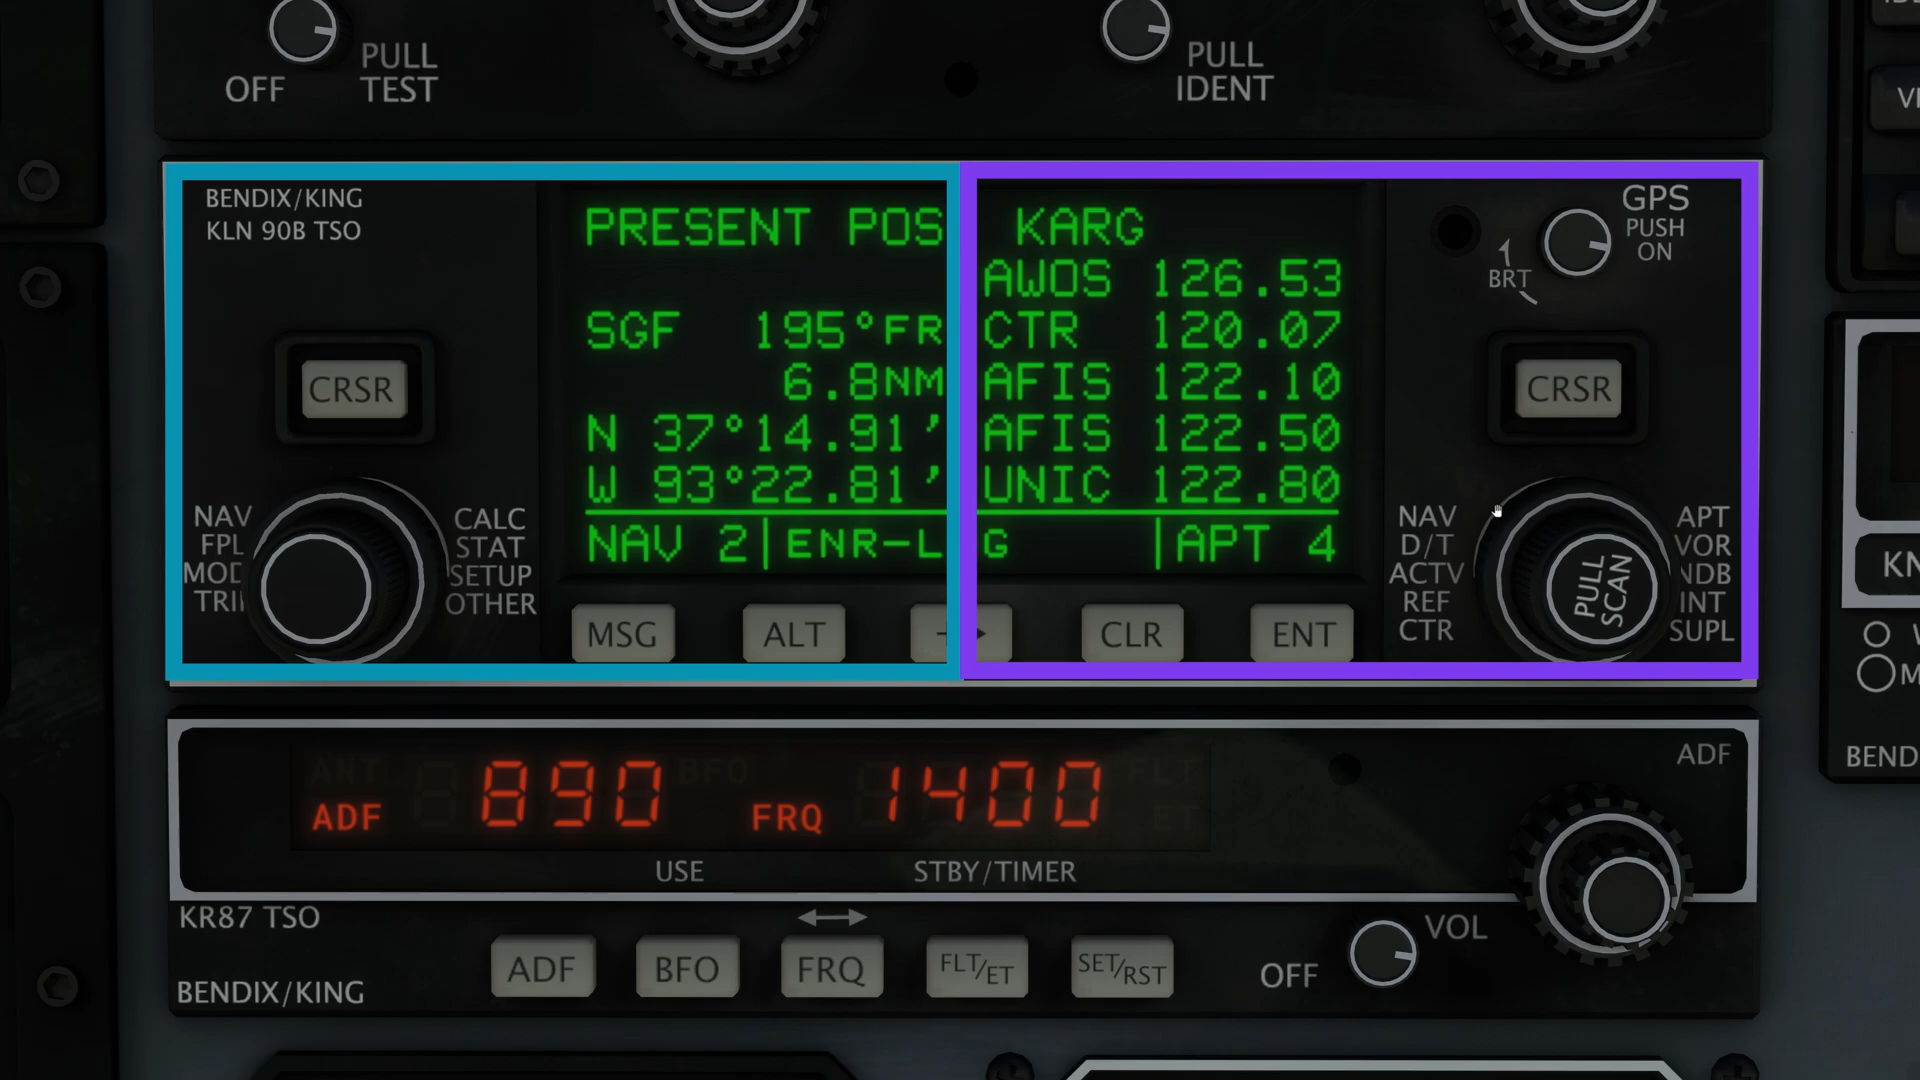 OFF
PULL
TEST
PULL
IDENT
BENDIX/KING
KLN 90B TSO
CRSR
NAV
FPL
CALC
STAT
SETUP
OTHER
PRESENT POS
SGF 195°FR
6.8NM
N 37°14.91'
W 93°22.81'
NAV 2|ENR-L
MSG
ALT
KARG
AWOS 126.53
CTR 120.07
AFIS 122.10
AFIS 122.50
UNIC 122.80
G |APT 4
CLR
ENT
GPS
PUSH
ON
BRT
CRSR
NAV
D/T
ACTV
REF
CTR
PULL
SCAN
APT
VOR
NDB
INT
SUPL
ANT
BFO
FLT
ET
ADF 890 FRQ 1400
ADF
USE
STBY/TIMER
KR87 TSO
BENDIX/KING
ADF
BFO
FRQ
FLT/ET
SET/RST
OFF
VOL